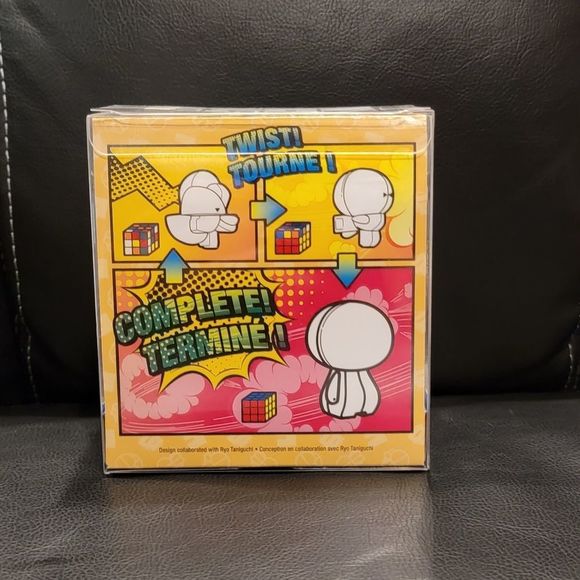 TWIST!
TOURNE !
COMPLETE!
TERMINÉ !
Design collaborated with Ryo Taniguchi • Conception en collaboration avec Ryo Taniguchi